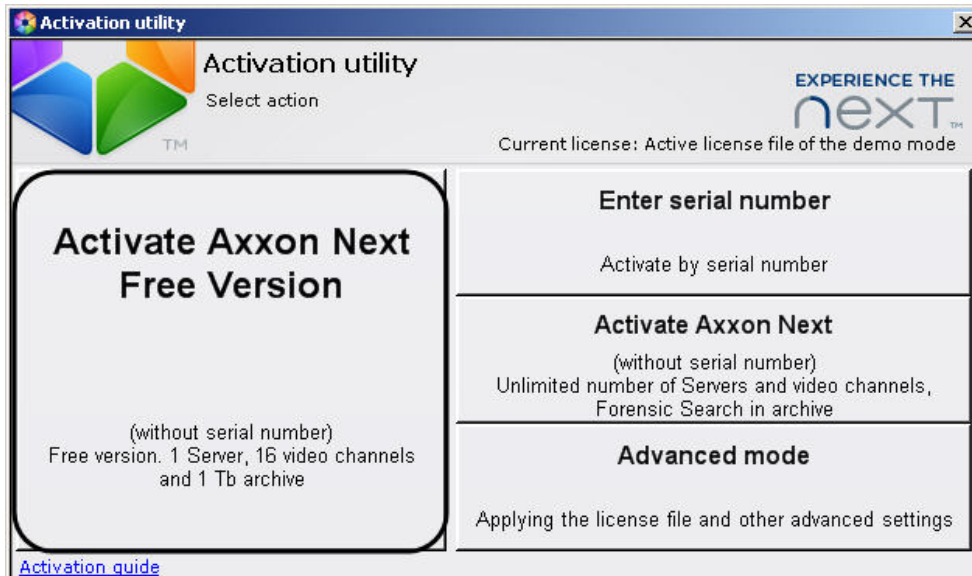 Activation utility
Activation utility
Select action
TM
EXPERIENCE THE
next TM
Current license: Active license file of the demo mode
Activate Axxon Next
Free Version
(without serial number)
Free version. 1 Server, 16 video channels
and 1 Tb archive
Enter serial number
Activate by serial number
Activate Axxon Next
(without serial number)
Unlimited number of Servers and video channels,
Forensic Search in archive
Advanced mode
Applying the license file and other advanced settings
Activation guide